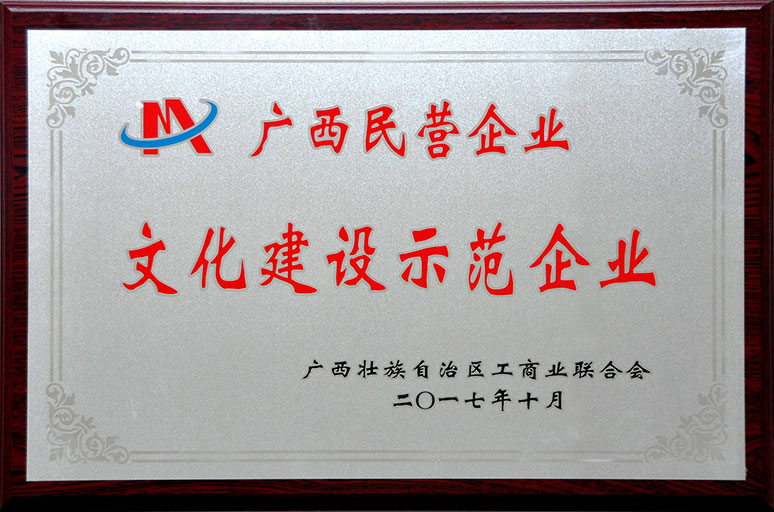 广西民营企业
文化建设示范企业
广西壮族自治区工商业联合会
二〇一七年十月